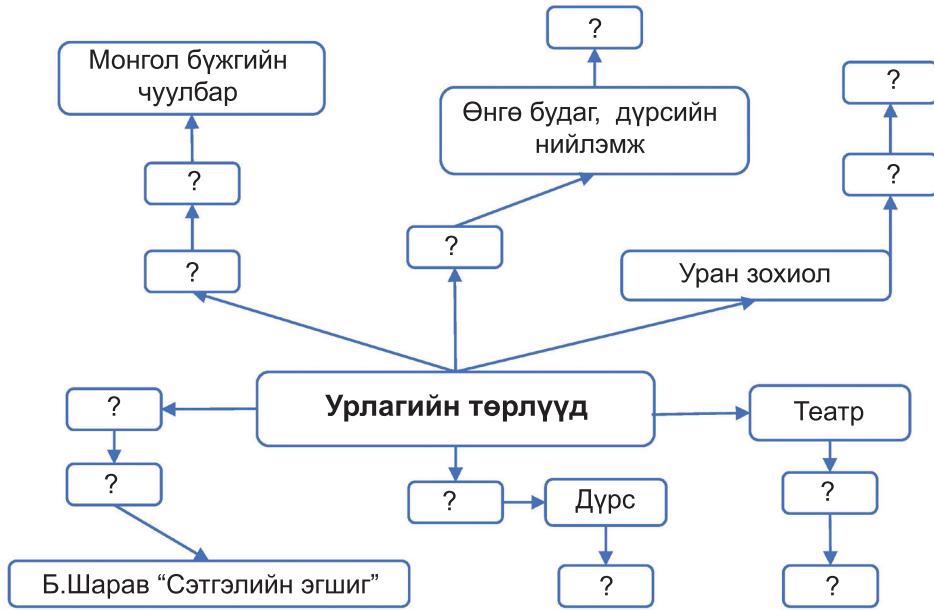 ?
Монгол бүжгийн
чуулбар
?
Өнгө будаг, дүрсийн
нийлэмж
?
?
?
?
?
Уран зохиол
Урлагийн төрлүүд
?
Театр
?
?
Дүрс
?
Б.Шарав “Сэтгэлийн эгшиг”
?
?